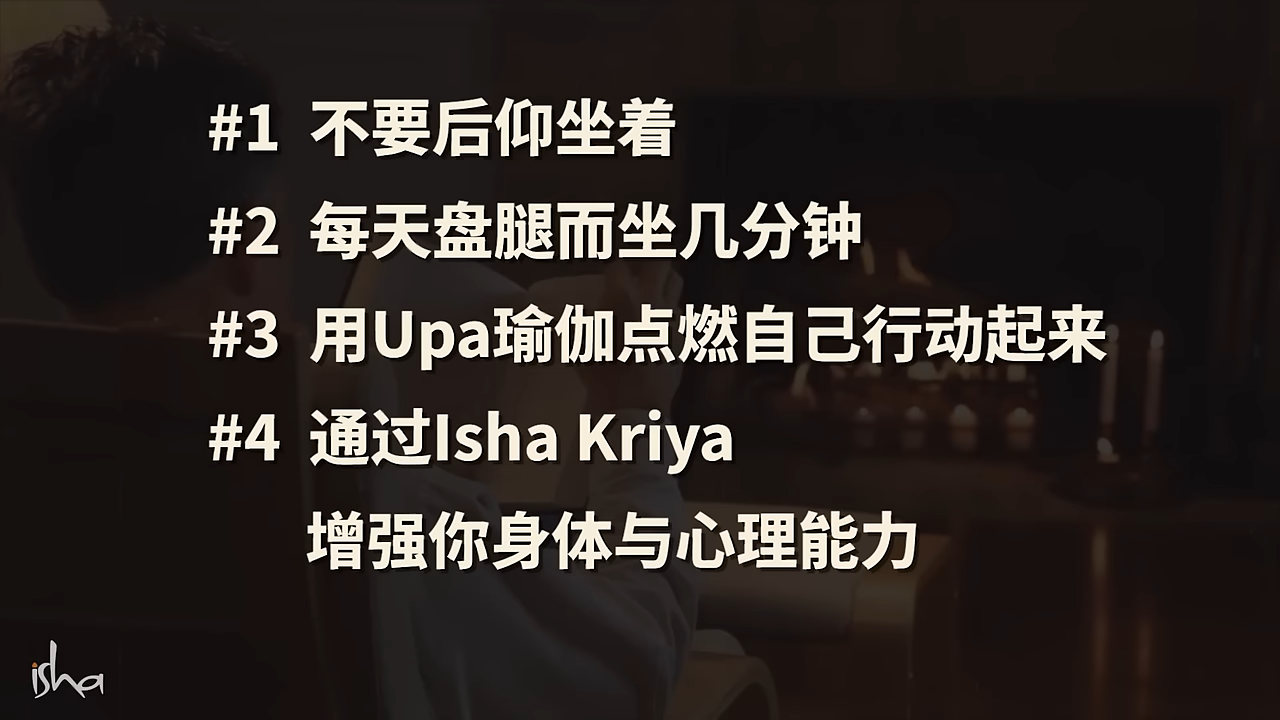 #1 不要后仰坐着
#2 每天盘腿而坐几分钟
#3 用Upa瑜伽点燃自己行动起来
#4 通过Isha Kriya
增强你身体与心理能力
isha